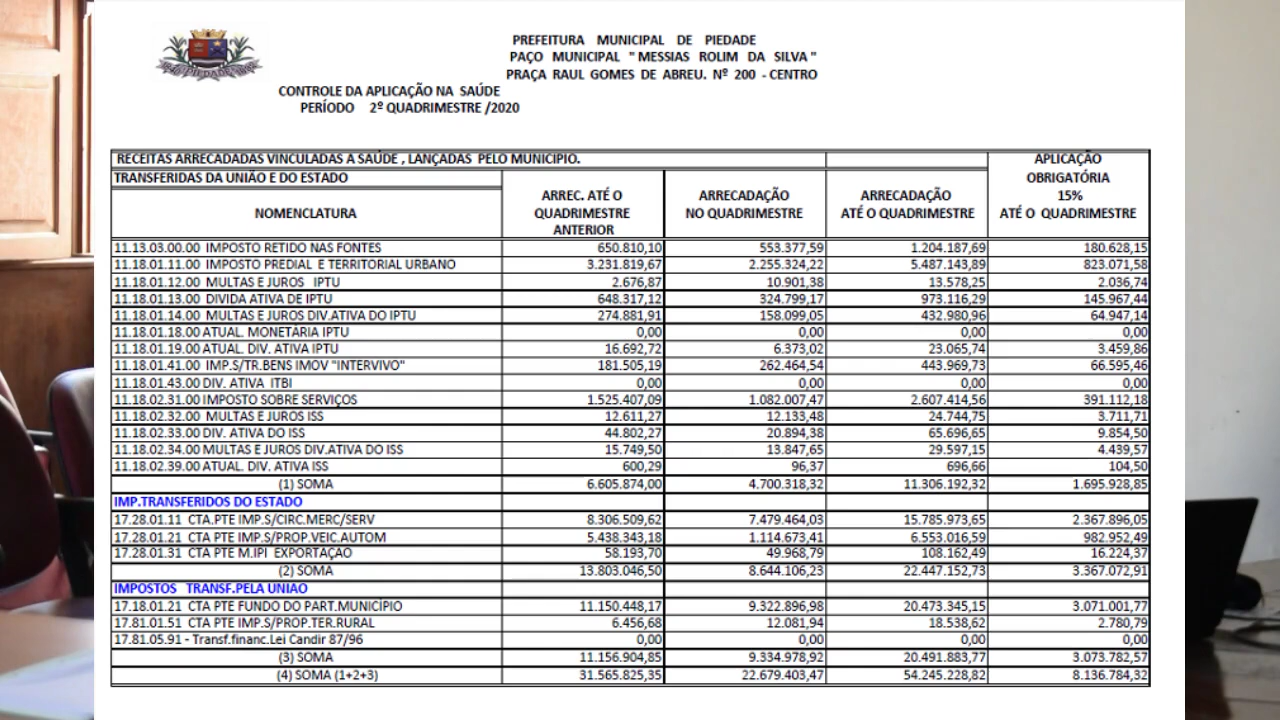 PREFEITURA MUNICIPAL DE PIEDADE
PAÇO MUNICIPAL "MESSIAS ROLIM DA SILVA"
PRAÇA RAUL GOMES DE ABREU. Nº 200 - CENTRO
CONTROLE DA APLICAÇÃO NA SAÚDE
PERÍODO 2º QUADRIMESTRE /2020
RECEITAS ARRECADADAS VINCULADAS A SAÚDE , LANÇADAS PELO MUNICIPIO.
TRANSFERIDAS DA UNIÃO E DO ESTADO
NOMENCLATURA
ARREC. ATÉ O
QUADRIMESTRE
ANTERIOR
ARRECADAÇÃO
NO QUADRIMESTRE
ARRECADAÇÃO
ATÉ O QUADRIMESTRE
APLICAÇÃO
OBRIGATÓRIA
15%
ATÉ O QUADRIMESTRE
11.13.03.00.00 IMPOSTO RETIDO NAS FONTES 650.810,10 553.377,59 1.204.187,69 180.628,15
11.18.01.11.00 IMPOSTO PREDIAL E TERRITORIAL URBANO 3.231.819,67 2.255.324,22 5.487.143,89 823.071,58
11.18.01.12.00 MULTAS E JUROS IPTU 2.676,87 10.901,38 13.578,25 2.036,74
11.18.01.13.00 DIVIDA ATIVA DE IPTU 648.317,12 324.799,17 973.116,29 145.967,44
11.18.01.14.00 MULTAS E JUROS DIV.ATIVA DO IPTU 274.881,91 158.099,05 432.980,96 64.947,14
11.18.01.18.00 ATUAL. MONETÁRIA IPTU 0,00 0,00 0,00 0,00
11.18.01.19.00 ATUAL. DIV. ATIVA IPTU 16.692,72 6.373,02 23.065,74 3.459,86
11.18.01.41.00 IMP.S/TR.BENS IMOV "INTERVIVO" 181.505,19 262.464,54 443.969,73 66.595,46
11.18.01.43.00 DIV. ATIVA ITBI 0,00 0,00 0,00 0,00
11.18.02.31.00 IMPOSTO SOBRE SERVIÇOS 1.525.407,09 1.082.007,47 2.607.414,56 391.112,18
11.18.02.32.00 MULTAS E JUROS ISS 12.611,27 12.133,48 24.744,75 3.711,71
11.18.02.33.00 DIV. ATIVA DO ISS 44.802,27 20.894,38 65.696,65 9.854,50
11.18.02.34.00 MULTAS E JUROS DIV.ATIVA DO ISS 15.749,50 13.847,65 29.597,15 4.439,57
11.18.02.39.00 ATUAL. DIV. ATIVA ISS 600,29 96,37 696,66 104,50
(1) SOMA 6.605.874,00 4.700.318,32 11.306.192,32 1.695.928,85
IMP.TRANSFERIDOS DO ESTADO
17.28.01.11 CTA.PTE IMP.S/CIRC.MERC/SERV 8.306.509,62 7.479.464,03 15.785.973,65 2.367.896,05
17.28.01.21 CTA PTE IMP.S/PROP.VEIC.AUTOM 5.438.343,18 1.114.673,41 6.553.016,59 982.952,49
17.28.01.31 CTA PTE M.IPI EXPORTAÇÃO 58.193,70 49.968,79 108.162,49 16.224,37
(2) SOMA 13.803.046,50 8.644.106,23 22.447.152,73 3.367.072,91
IMPOSTOS TRANSF.PELA UNIAO
17.18.01.21 CTA PTE FUNDO DO PART.MUNICÍPIO 11.150.448,17 9.322.896,98 20.473.345,15 3.071.001,77
17.81.01.51 CTA PTE IMP.S/PROP.TER.RURAL 6.456,68 12.081,94 18.538,62 2.780,79
17.81.05.91 - Transf.financ.Lei Candir 87/96 0,00 0,00 0,00 0,00
(3) SOMA 11.156.904,85 9.334.978,92 20.491.883,77 3.073.782,57
(4) SOMA (1+2+3) 31.565.825,35 22.679.403,47 54.245.228,82 8.136.784,32